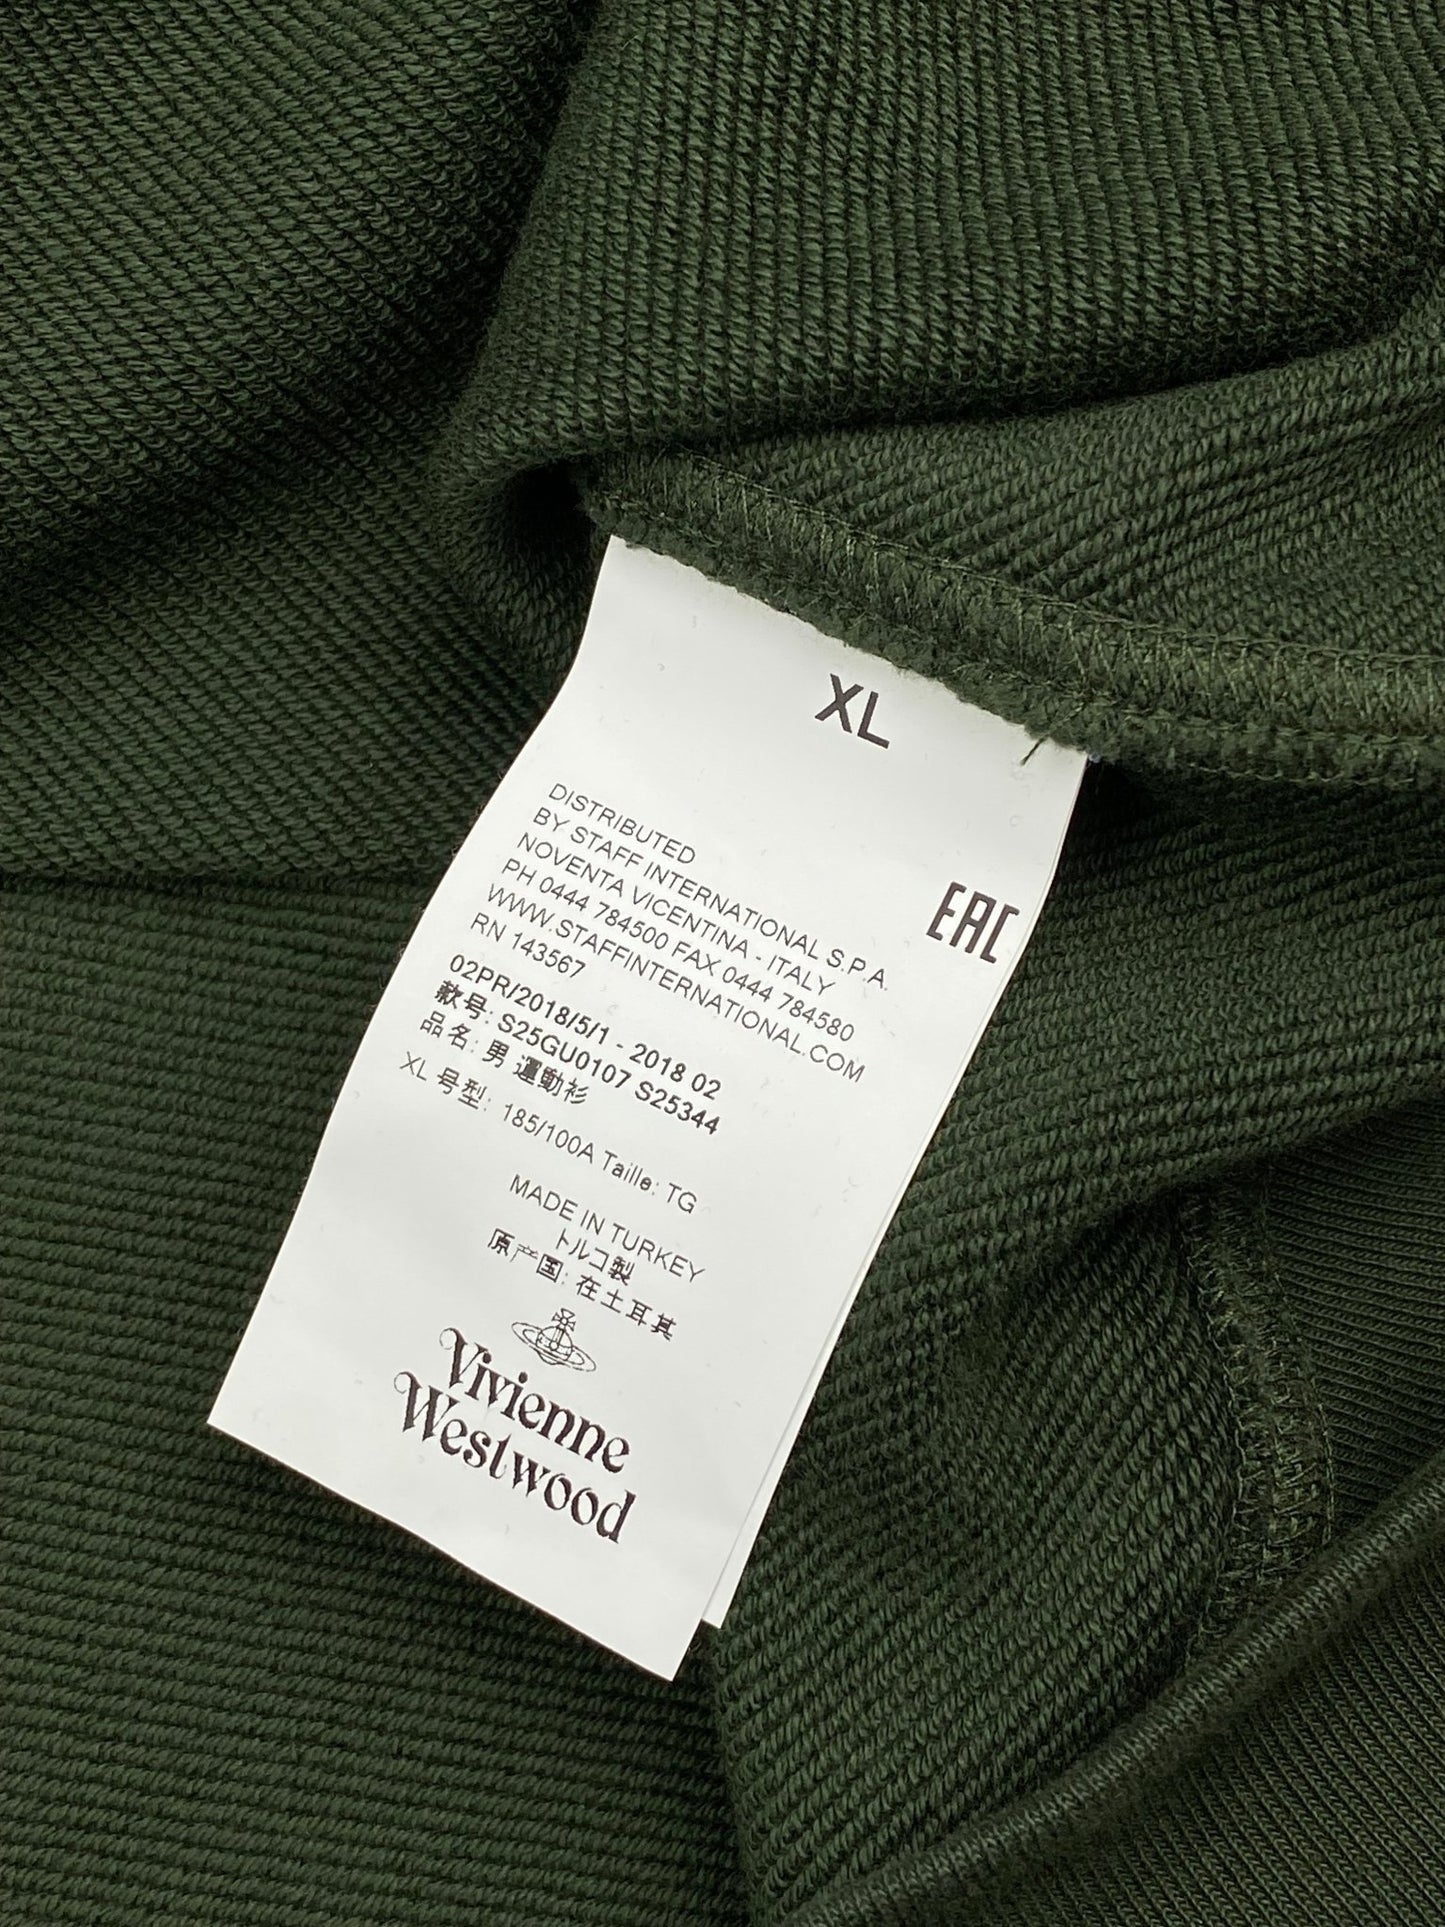 XL
DISTRIBUTED
BY STAFF INTERNATIONAL S.P.A.
NOVENTA VICENTINA - ITALY
PH 0444 784500 FAX 0444 784580
WWW.STAFFINTERNATIONAL.COM
RN 143567
EAC
02PR/2018/5/1 - 2018 02
款号: S25GU0107 S25344
品名: 男 運動衫
XL 号型: 185/100A Taille: TG
MADE IN TURKEY
トルコ製
原产国: 在土耳其
Vivienne
Westwood